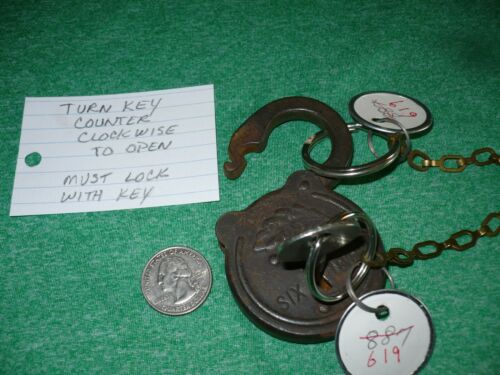 TURN KEY
COUNTER
CLOCKWISE
TO OPEN
MUST LOCK
WITH KEY
619
SIX
887
619